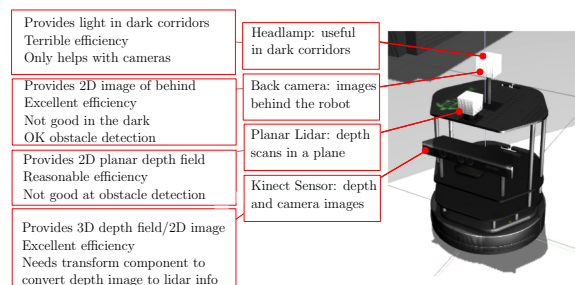 Provides light in dark corridors
Terrible efficiency
Only helps with cameras
Headlamp: useful
in dark corridors
Provides 2D image of behind
Excellent efficiency
Not good in the dark
OK obstacle detection
Back camera: images
behind the robot
Provides 2D planar depth field
Reasonable efficiency
Not good at obstacle detection
Planar Lidar: depth
scans in a plane
Provides 3D depth field/2D image
Excellent efficiency
Needs transform component to
convert depth image to lidar info
Kinect Sensor: depth
and camera images